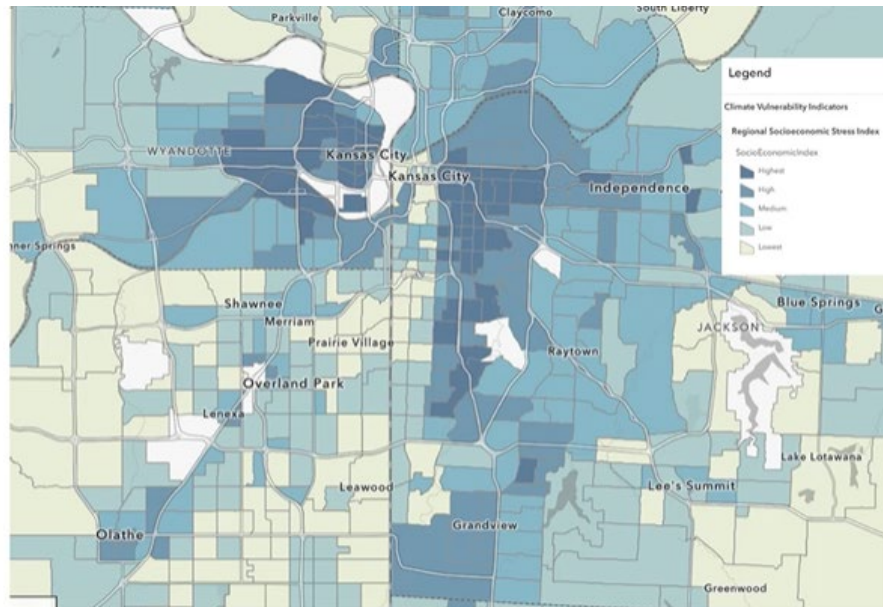 Parkville
Claycomo
South Liberty
Legend
Climate Vulnerability Indicators
Regional Socioeconomic Stress Index
SocioEconomicIndex
Highest
High
Medium
Low
Lowest
WYANDOTTE
Kansas City
Kansas City
Independence
nner Springs
Shawnee
Merriam
Blue Springs
G
JACKSON
Prairie Village
Raytown
Overland Park
Lenexa
Lake Lotawana
Leawood
Lee's Summit
Grandview
Olathe
Greenwood